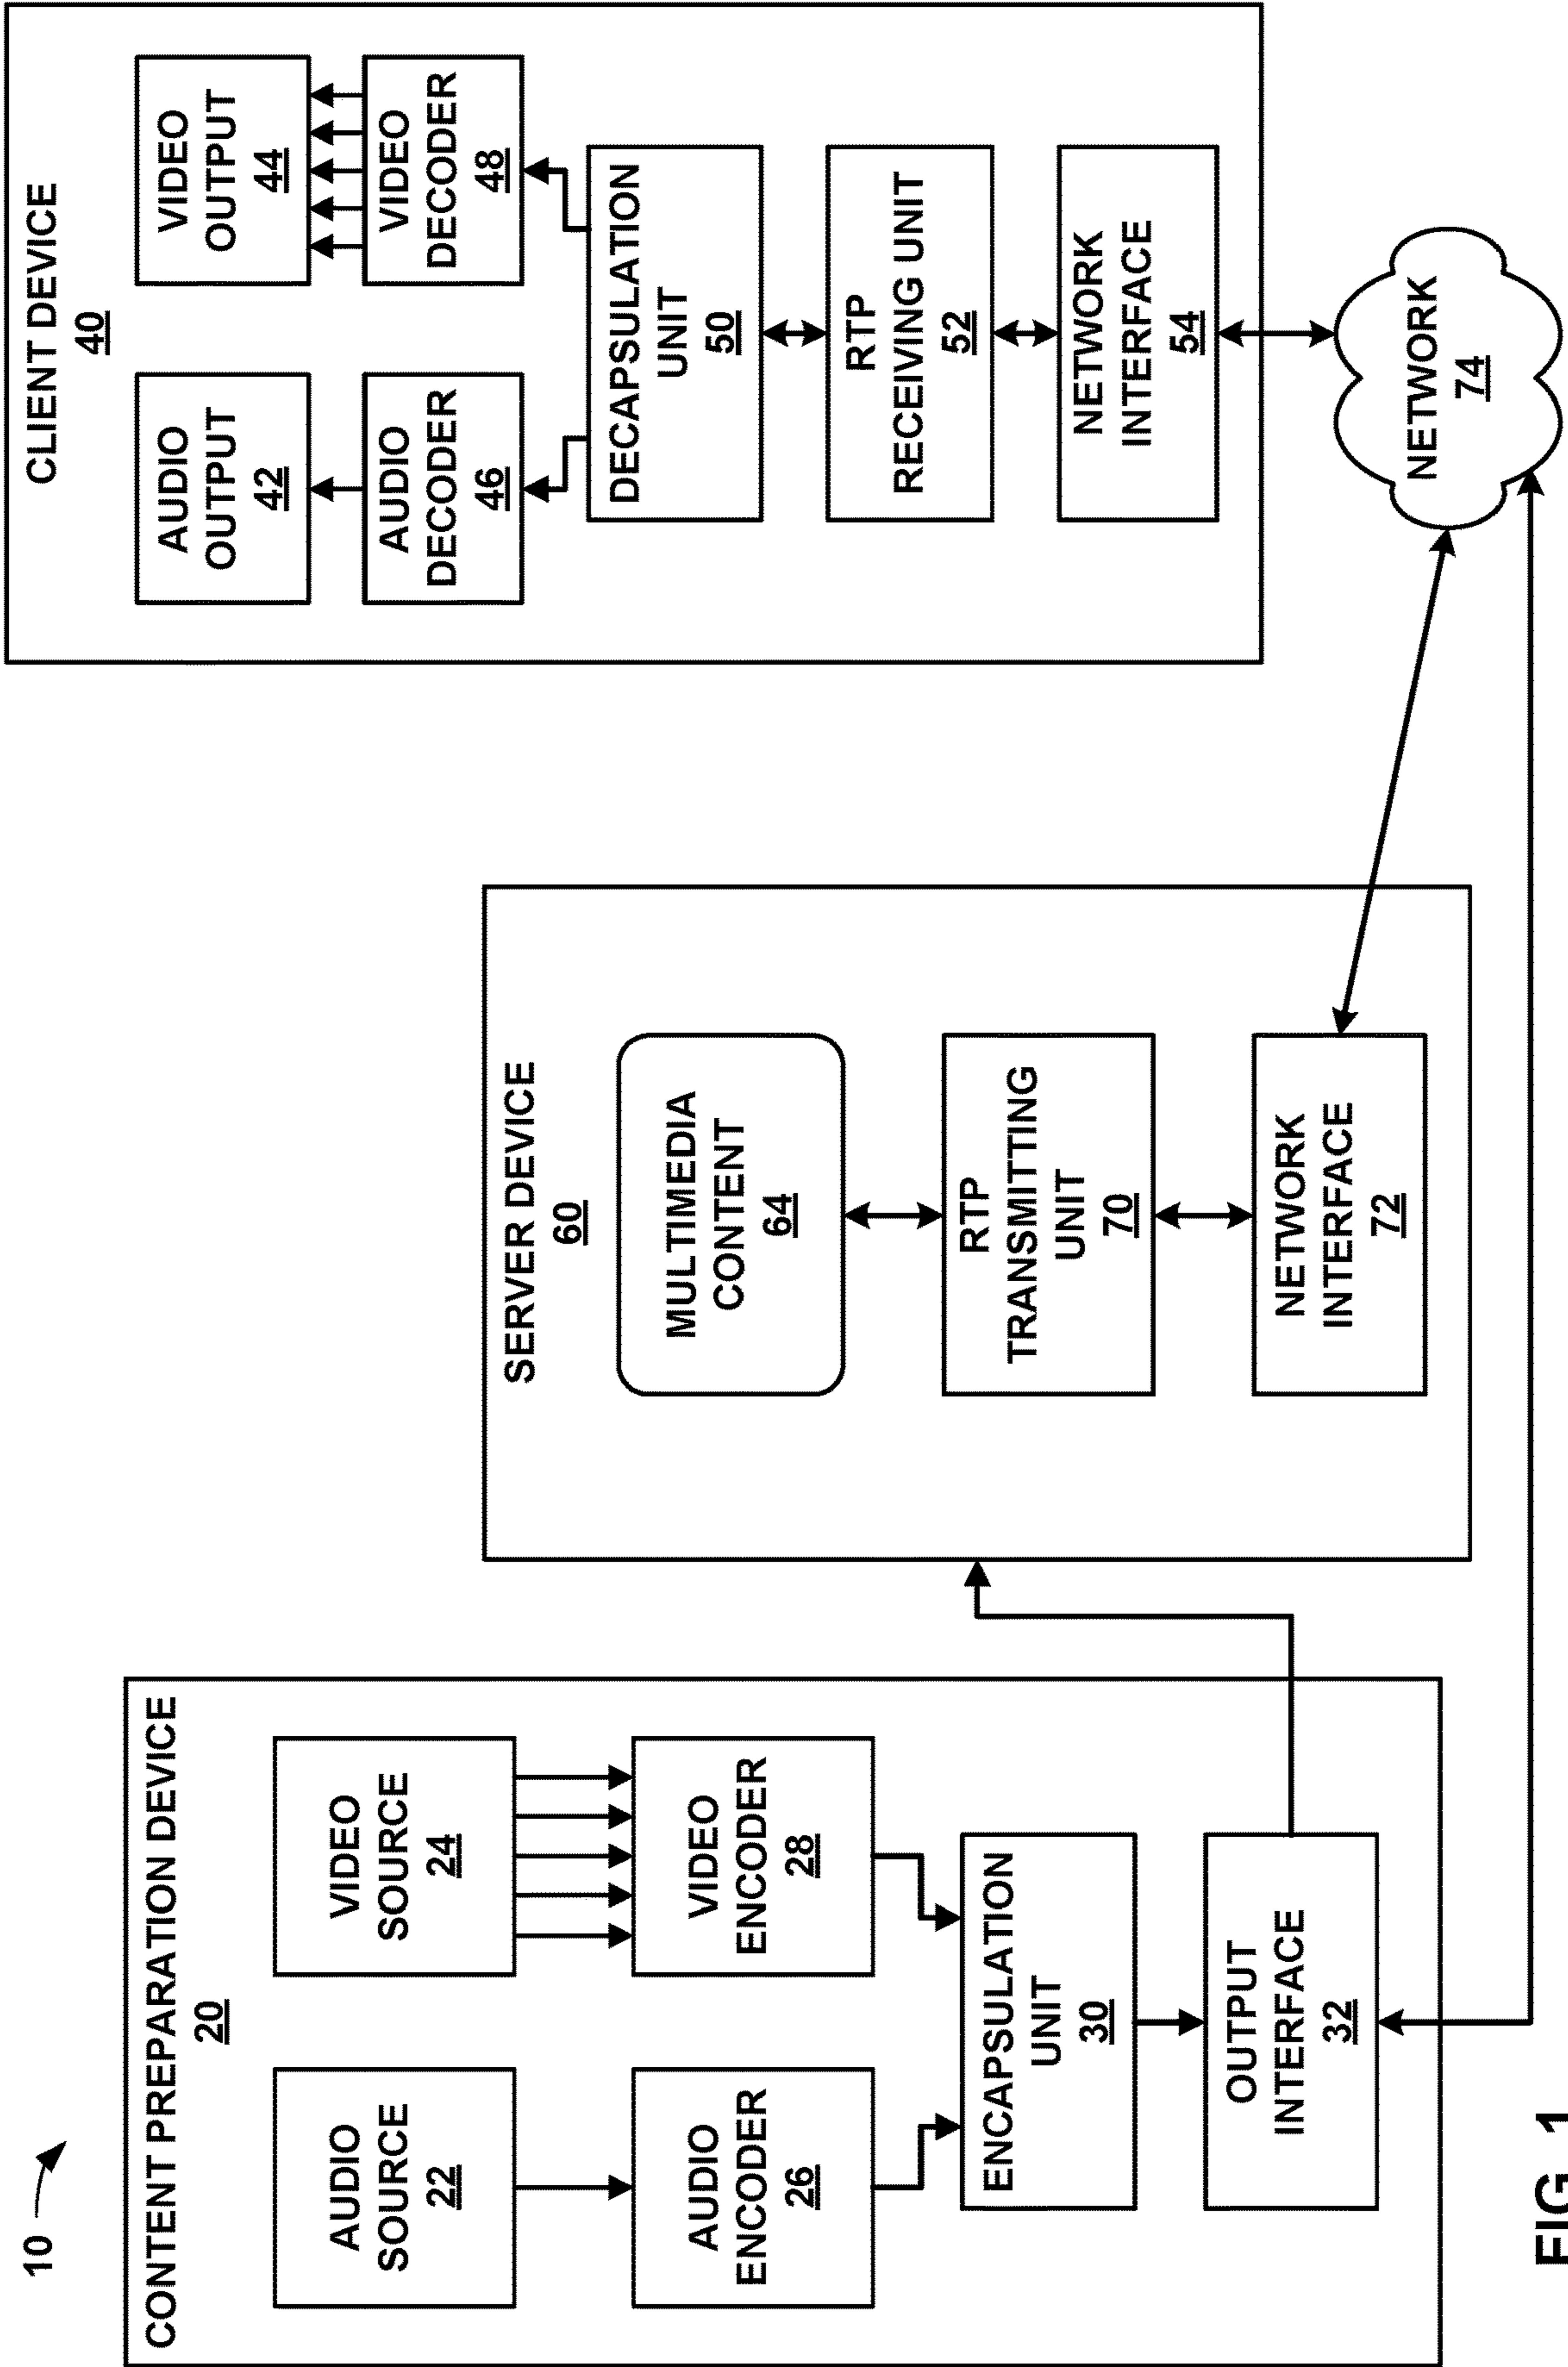 10
CONTENT PREPARATION DEVICE
20
AUDIO
SOURCE
22
VIDEO
SOURCE
24
AUDIO
ENCODER
26
VIDEO
ENCODER
28
ENCAPSULATION
UNIT
30
OUTPUT
INTERFACE
32
SERVER DEVICE
60
MULTIMEDIA
CONTENT
64
RTP
TRANSMITTING
UNIT
70
NETWORK
INTERFACE
72
CLIENT DEVICE
40
AUDIO
OUTPUT
42
VIDEO
OUTPUT
44
AUDIO
DECODER
46
VIDEO
DECODER
48
DECAPSULATION
UNIT
50
RTP
RECEIVING UNIT
52
NETWORK
INTERFACE
54
NETWORK
74
FIG. 1